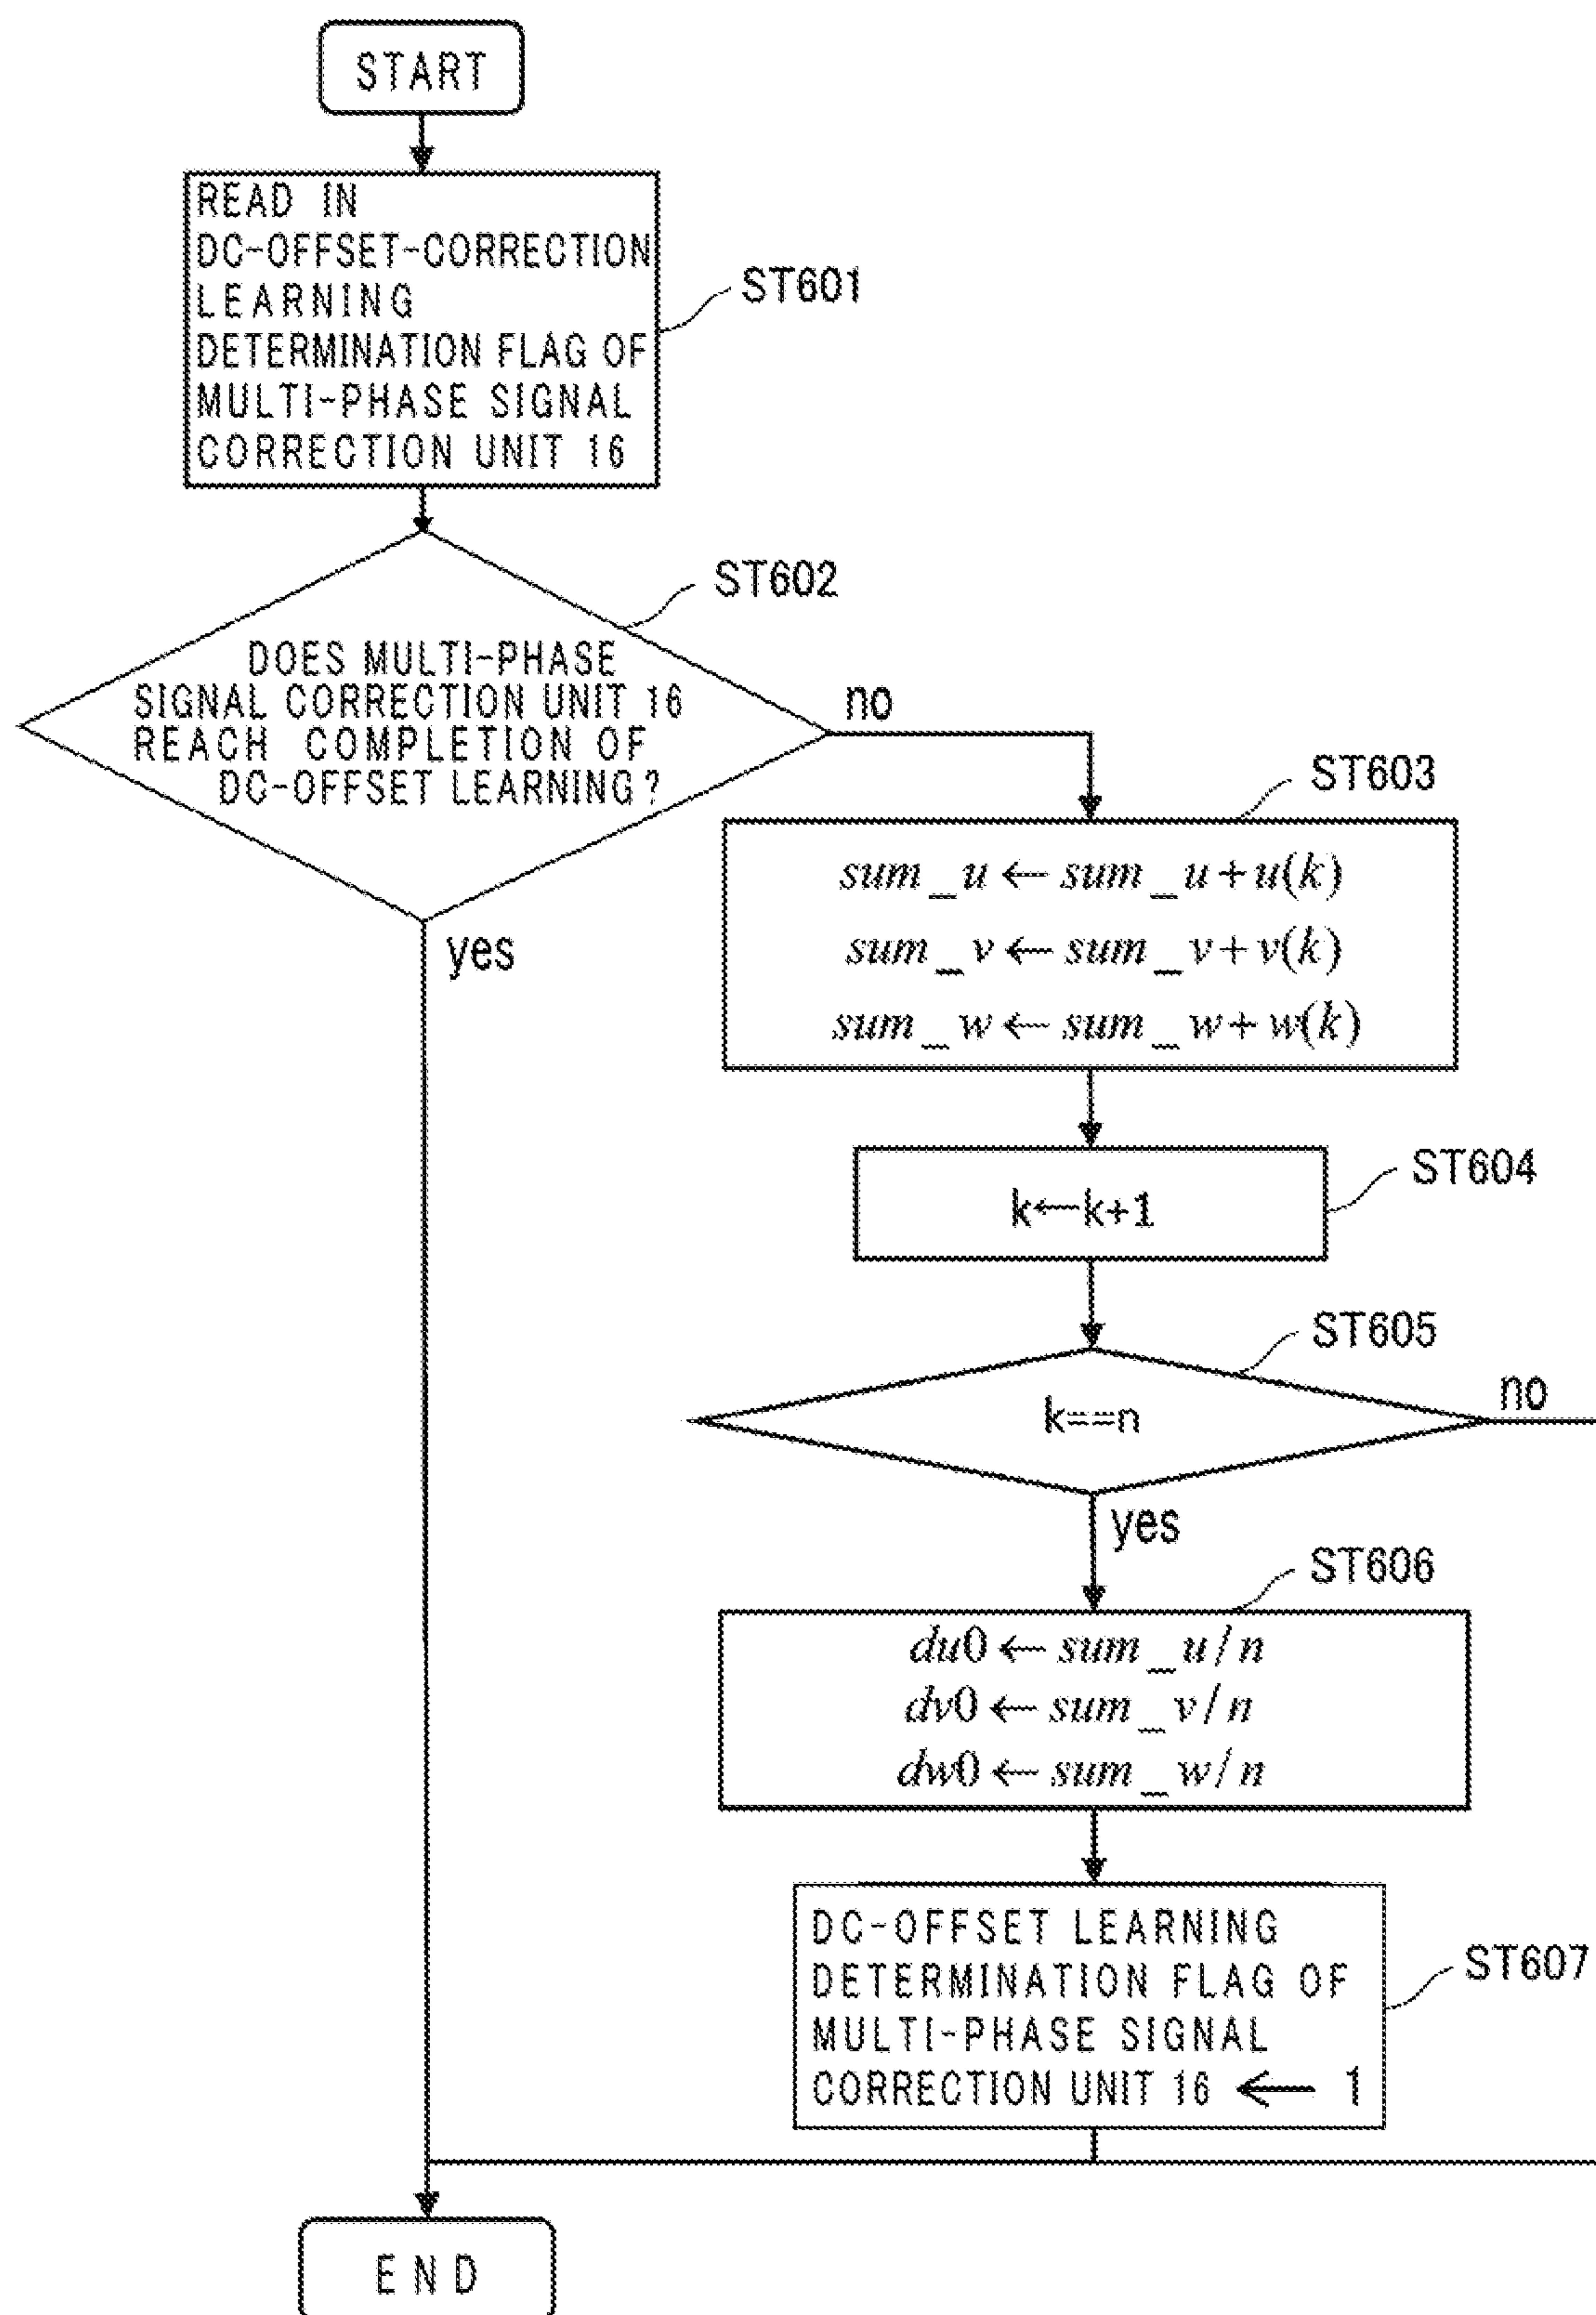 START
READ IN
DC-OFFSET-CORRECTION
LEARNING
DETERMINATION FLAG OF
MULTI-PHASE SIGNAL
CORRECTION UNIT 16
ST601
ST602
DOES MULTI-PHASE
SIGNAL CORRECTION UNIT 16
REACH COMPLETION OF
DC-OFFSET LEARNING?
no
yes
ST603
sum_u ← sum_u + u(k)
sum_v ← sum_v + v(k)
sum_w ← sum_w + w(k)
ST604
k←k+1
ST605
k==n
no
yes
ST606
du0 ← sum_u / n
dv0 ← sum_v / n
dw0 ← sum_w / n
DC-OFFSET LEARNING
DETERMINATION FLAG OF
MULTI-PHASE SIGNAL
CORRECTION UNIT 16 ← 1
ST607
END